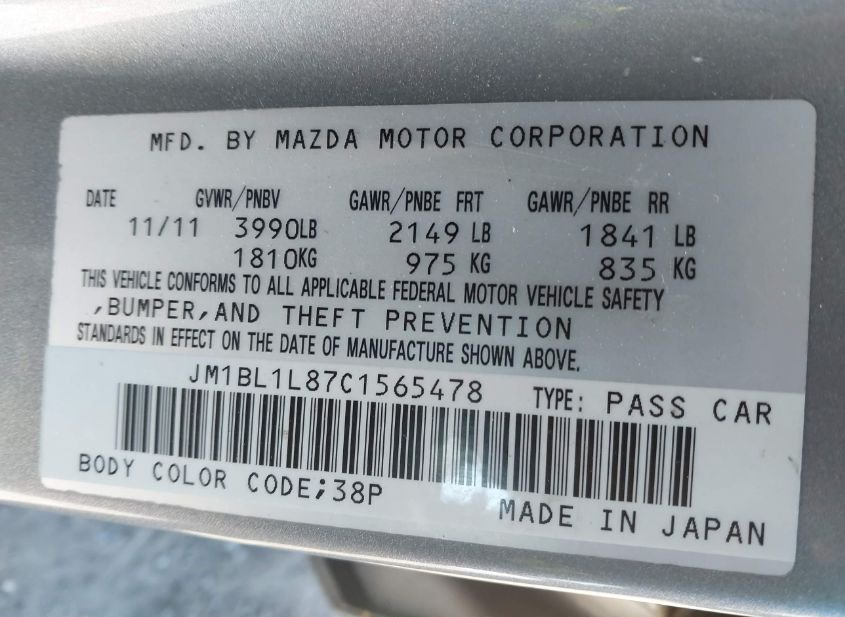 MFD. BY MAZDA MOTOR CORPORATION
DATE GVWR/PNBV GAWR/PNBE FRT GAWR/PNBE RR
11/11 3990LB 2149 LB 1841 LB
1810KG 975 KG 835 KG
THIS VEHICLE CONFORMS TO ALL APPLICABLE FEDERAL MOTOR VEHICLE SAFETY
,BUMPER,AND THEFT PREVENTION
STANDARDS IN EFFECT ON THE DATE OF MANUFACTURE SHOWN ABOVE.
JM1BL1L87C1565478 TYPE: PASS CAR
BODY COLOR CODE;38P
MADE IN JAPAN